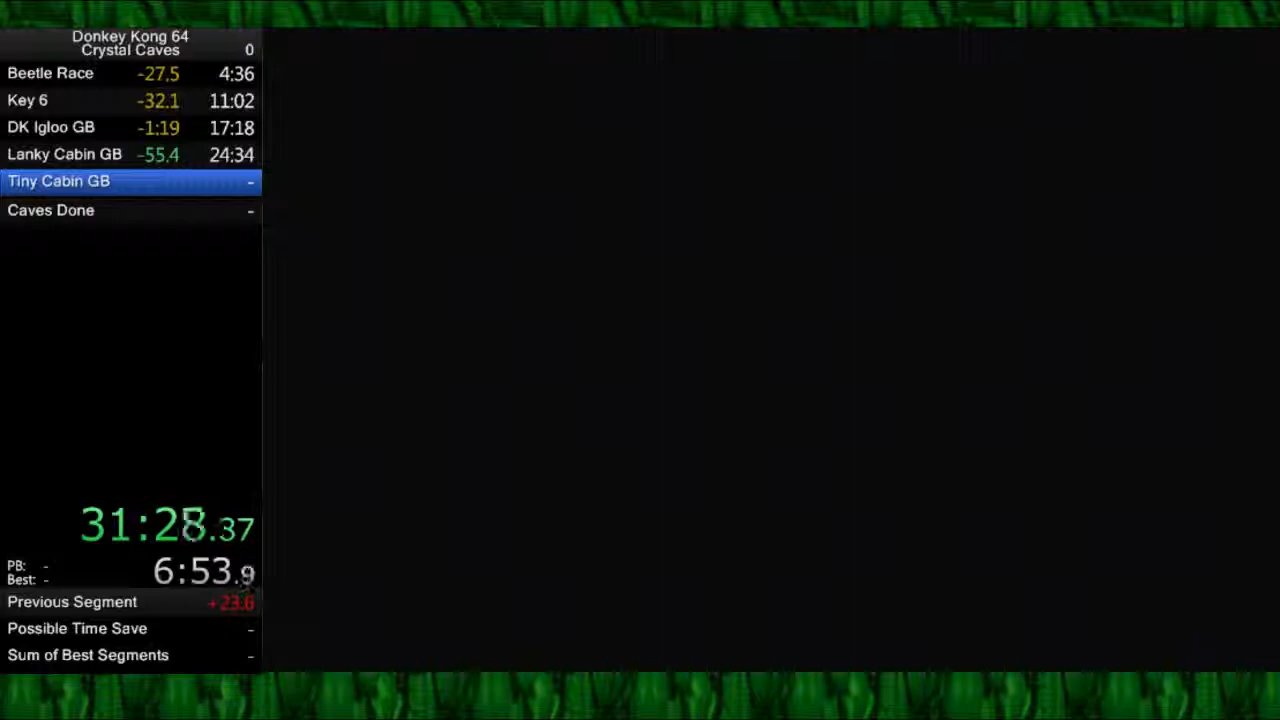 Donkey Kong 64
Crystal Caves 0
Beetle Race -27.5 4:36
Key 6 -32.1 11:02
DK Igloo GB -1:19 17:18
Lanky Cabin GB -55.4 24:34
Tiny Cabin GB -
Caves Done -
31:28.37
PB: -
Best: -
6:53.9
Previous Segment +23.6
Possible Time Save -
Sum of Best Segments -